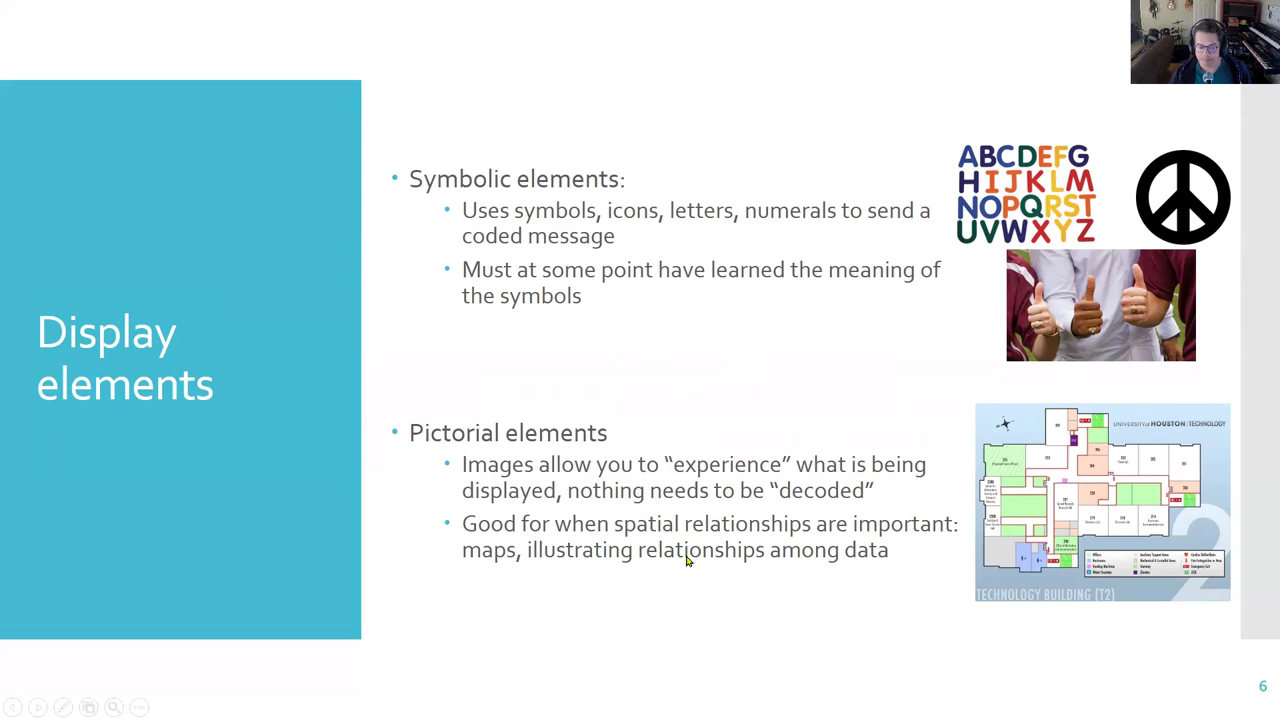 Display
elements
• Symbolic elements:
• Uses symbols, icons, letters, numerals to send a
coded message
• Must at some point have learned the meaning of
the symbols
• Pictorial elements
• Images allow you to “experience” what is being
displayed, nothing needs to be “decoded”
• Good for when spatial relationships are important:
maps, illustrating relationships among data
ABCDEFG
HIJKLM
NOPQRST
UVWXYZ
UNIVERSITY of HOUSTON | TECHNOLOGY
TECHNOLOGY BUILDING (T2)
2
6